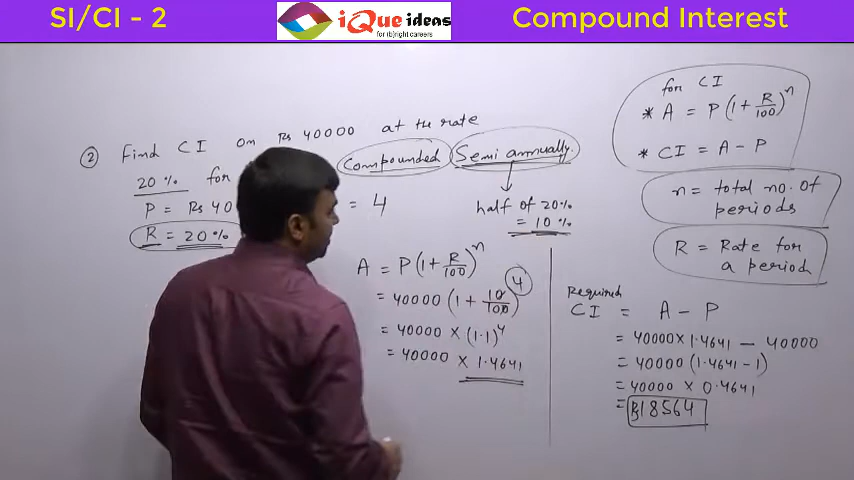 SI/CI - 2
iQue ideas
for (b)right careers
Compound Interest
② Find CI on Rs 40000 at the rate
20% for Compounded Semi annually.
P = Rs 40 = 4
R = 20%
half of 20%
= 10%
A = P(1 + R/100)^n
= 40000 (1 + 10/100)^4
= 40000 × (1.1)^4
= 40000 × 1.4641
for CI
* A = P(1 + R/100)^n
* CI = A - P
n = total no. of
periods
R = Rate for
a period
Required
CI = A - P
= 40000 × 1.4641 - 40000
= 40000 (1.4641 - 1)
= 40000 × 0.4641
= Rs 18564